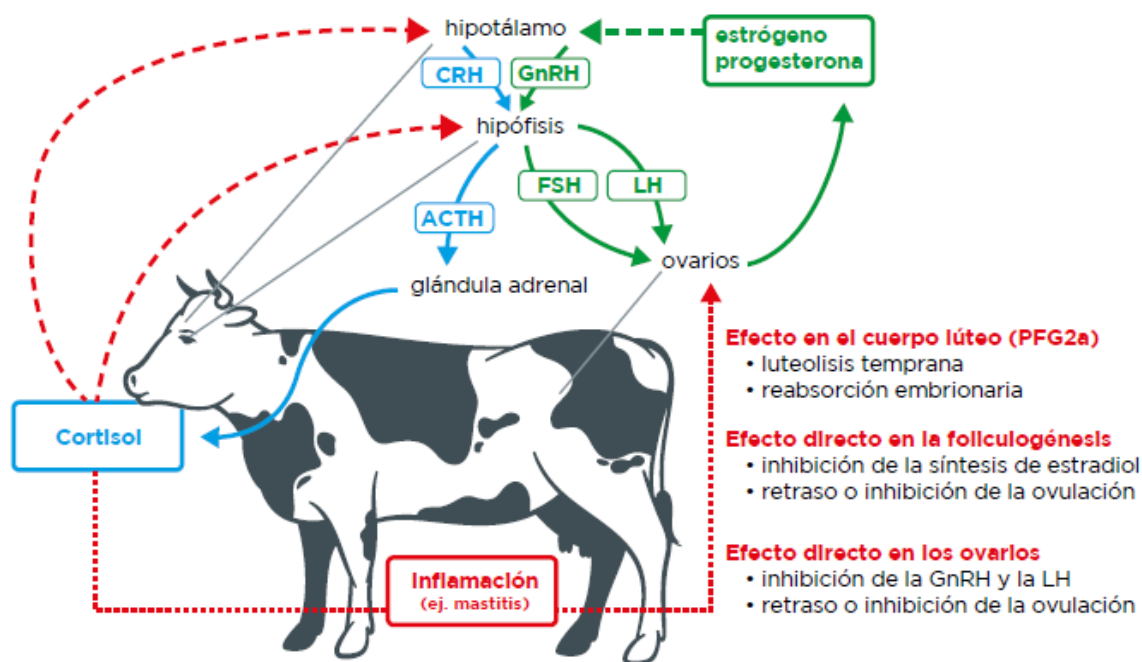 hipotálamo
estrógeno
progesterona
CRH
GnRH
hipófisis
FSH
LH
ACTH
ovarios
glándula adrenal
Efecto en el cuerpo lúteo (PFG2a)
• luteolisis temprana
• reabsorción embrionaria
Cortisol
Efecto directo en la foliculogénesis
• inhibición de la síntesis de estradiol
• retraso o inhibición de la ovulación
Efecto directo en los ovarios
• inhibición de la GnRH y la LH
• retraso o inhibición de la ovulación
Inflamación
(ej. mastitis)